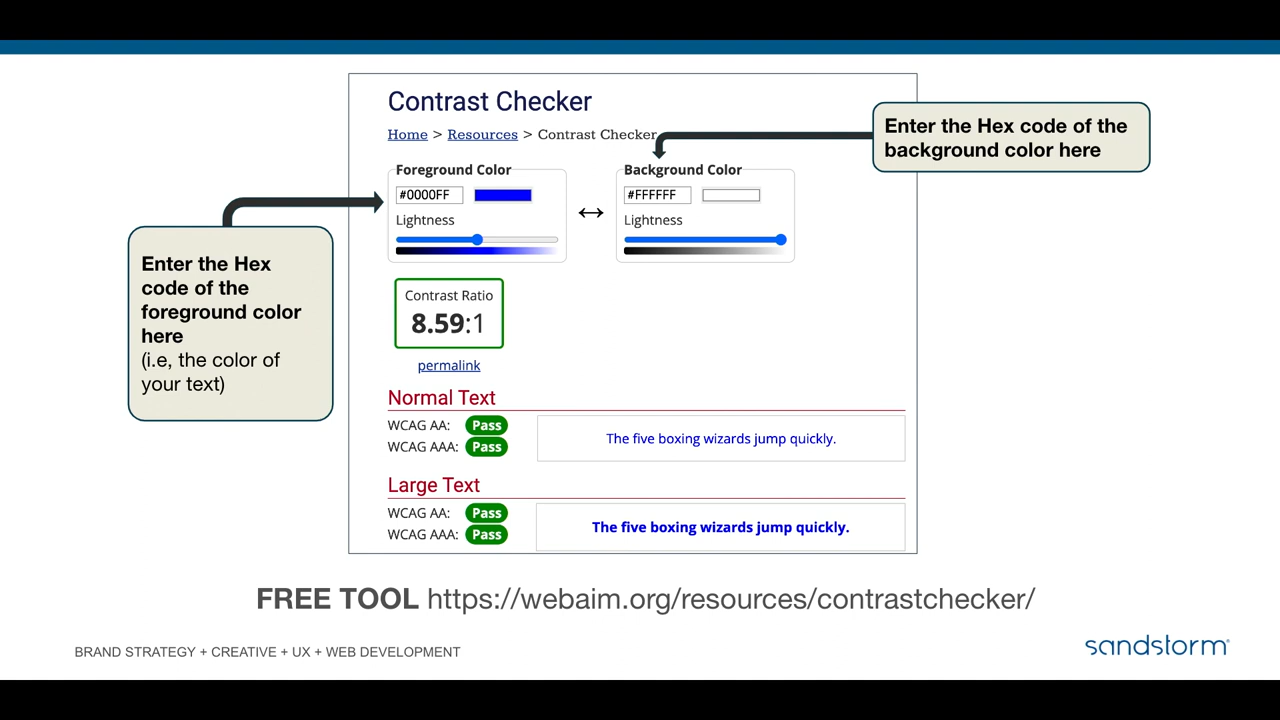 Contrast Checker
Home > Resources > Contrast Checker
Enter the Hex code of the
background color here
Foreground Color
Background Color
#0000FF
#FFFFFF
Lightness
Lightness
Enter the Hex
code of the
foreground color
here
(i.e, the color of
your text)
Contrast Ratio
8.59:1
permalink
Normal Text
WCAG AA: Pass
WCAG AAA: Pass
The five boxing wizards jump quickly.
Large Text
WCAG AA: Pass
WCAG AAA: Pass
The five boxing wizards jump quickly.
FREE TOOL https://webaim.org/resources/contrastchecker/
BRAND STRATEGY + CREATIVE + UX + WEB DEVELOPMENT
sandstorm®